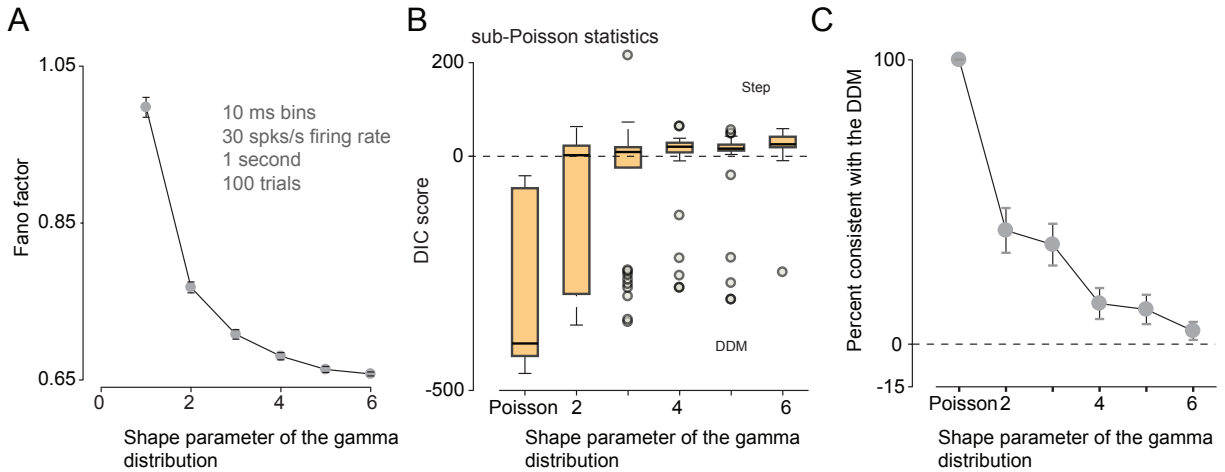 A
1.05
0.85
0.65
Fano factor
10 ms bins
30 spks/s firing rate
1 second
100 trials
0
2
4
6
Shape parameter of the gamma
distribution
B
sub-Poisson statistics
200
0
-500
DIC score
Step
DDM
Poisson
2
4
6
Shape parameter of the gamma
distribution
C
100
0
-15
Percent consistent with the DDM
Poisson
2
4
6
Shape parameter of the gamma
distribution